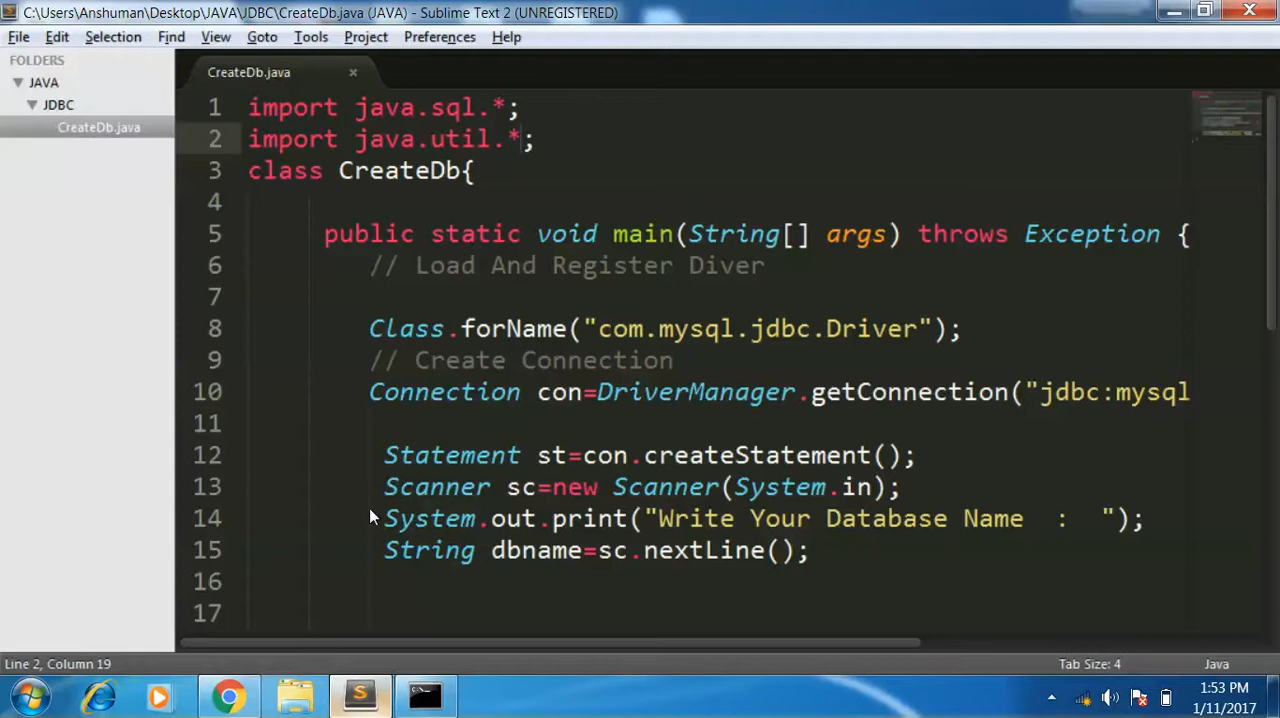 C:\Users\Anshuman\Desktop\JAVA\JDBC\CreateDb.java (JAVA) - Sublime Text 2 (UNREGISTERED)
File Edit Selection Find View Goto Tools Project Preferences Help
FOLDERS
JAVA
JDBC
CreateDb.java
CreateDb.java ×
1 import java.sql.*;
2 import java.util.*;
3 class CreateDb{
4
5 public static void main(String[] args) throws Exception {
6 // Load And Register Diver
7
8 Class.forName("com.mysql.jdbc.Driver");
9 // Create Connection
10 Connection con=DriverManager.getConnection("jdbc:mysql
11
12 Statement st=con.createStatement();
13 Scanner sc=new Scanner(System.in);
14 System.out.print("Write Your Database Name : ");
15 String dbname=sc.nextLine();
16
17
Line 2, Column 19 Tab Size: 4 Java
1:53 PM
1/11/2017